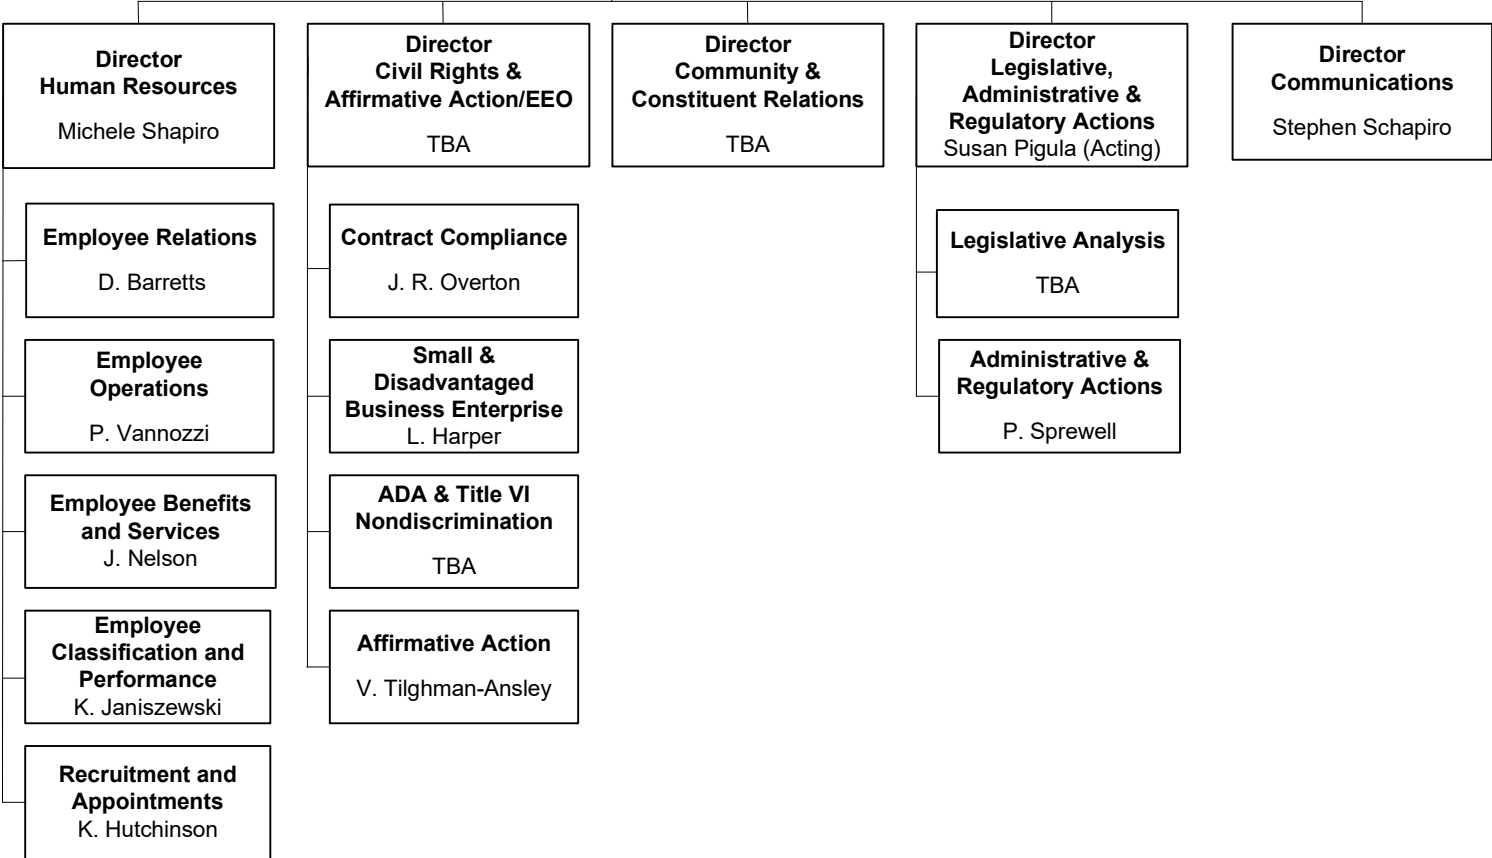 Director
Human Resources
Michele Shapiro
Director
Civil Rights &
Affirmative Action/EEO
TBA
Director
Community &
Constituent Relations
TBA
Director
Legislative,
Administrative &
Regulatory Actions
Susan Pigula (Acting)
Director
Communications
Stephen Schapiro
Employee Relations
D. Barretts
Employee
Operations
P. Vannozzi
Employee Benefits
and Services
J. Nelson
Employee
Classification and
Performance
K. Janiszewski
Recruitment and
Appointments
K. Hutchinson
Contract Compliance
J. R. Overton
Small &
Disadvantaged
Business Enterprise
L. Harper
ADA & Title VI
Nondiscrimination
TBA
Affirmative Action
V. Tilghman-Ansley
Legislative Analysis
TBA
Administrative &
Regulatory Actions
P. Sprewell